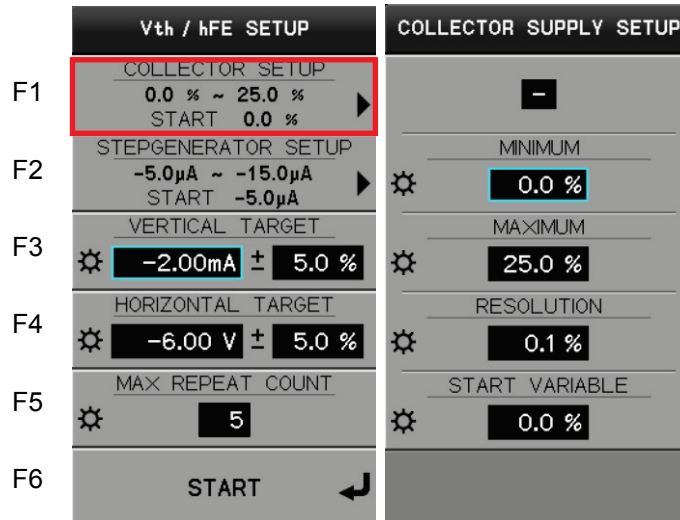 Vth / hFE SETUP
F1
COLLECTOR SETUP
0.0 % ~ 25.0 %
START 0.0 %
F2
STEPGENERATOR SETUP
−5.0µA ~ −15.0µA
START −5.0µA
F3
VERTICAL TARGET
−2.00mA ± 5.0 %
F4
HORIZONTAL TARGET
−6.00 V ± 5.0 %
F5
MAX REPEAT COUNT
5
F6
START
COLLECTOR SUPPLY SETUP
−
MINIMUM
0.0 %
MAXIMUM
25.0 %
RESOLUTION
0.1 %
START VARIABLE
0.0 %